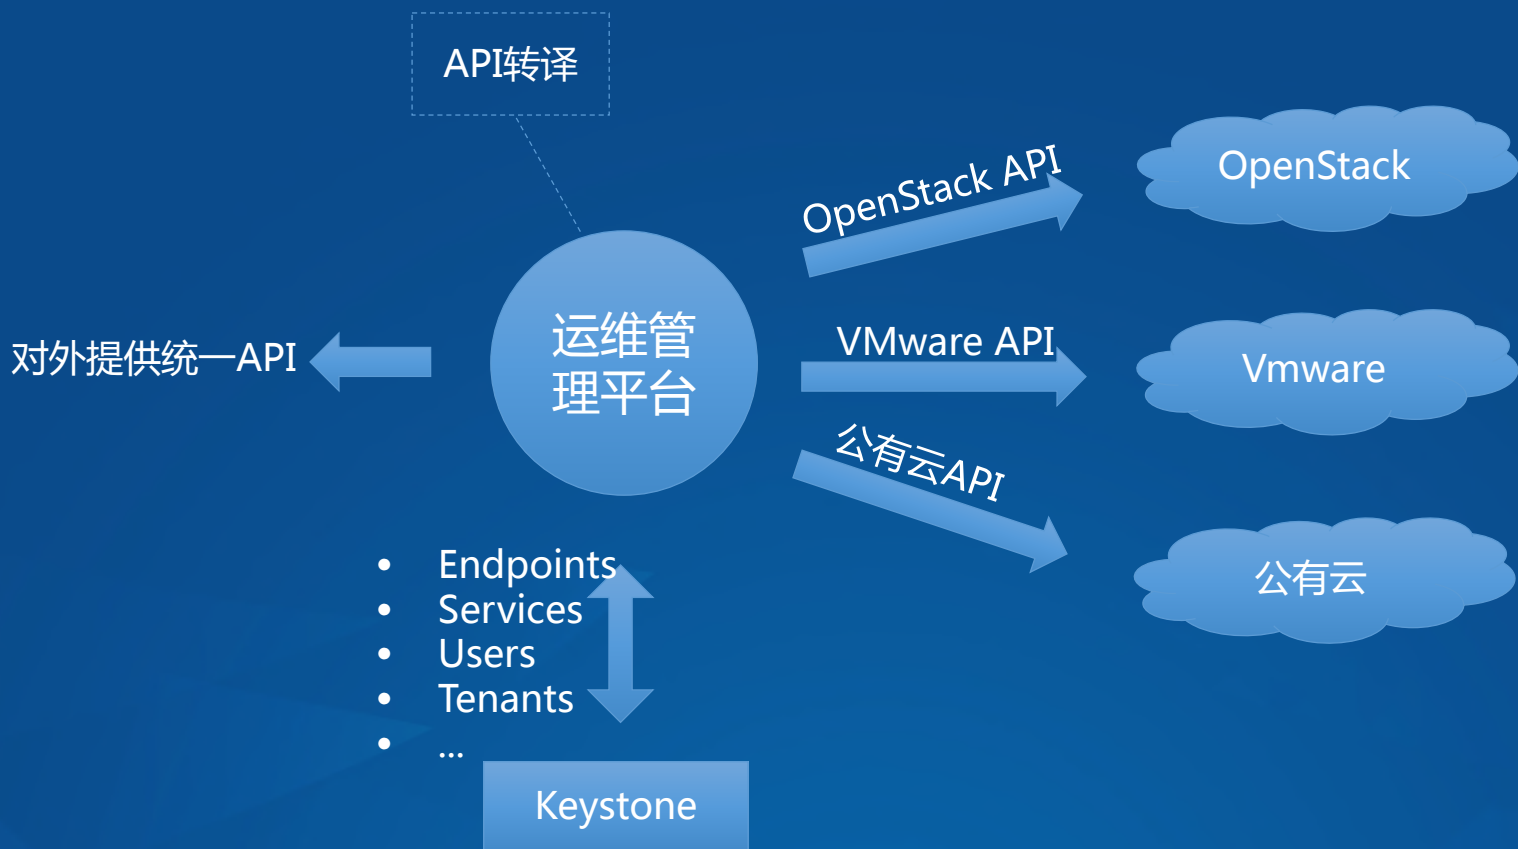 API转译
OpenStack API
OpenStack
对外提供统一API
运维管
理平台
VMware API
Vmware
公有云API
公有云
• Endpoints
• Services
• Users
• Tenants
• ...
Keystone